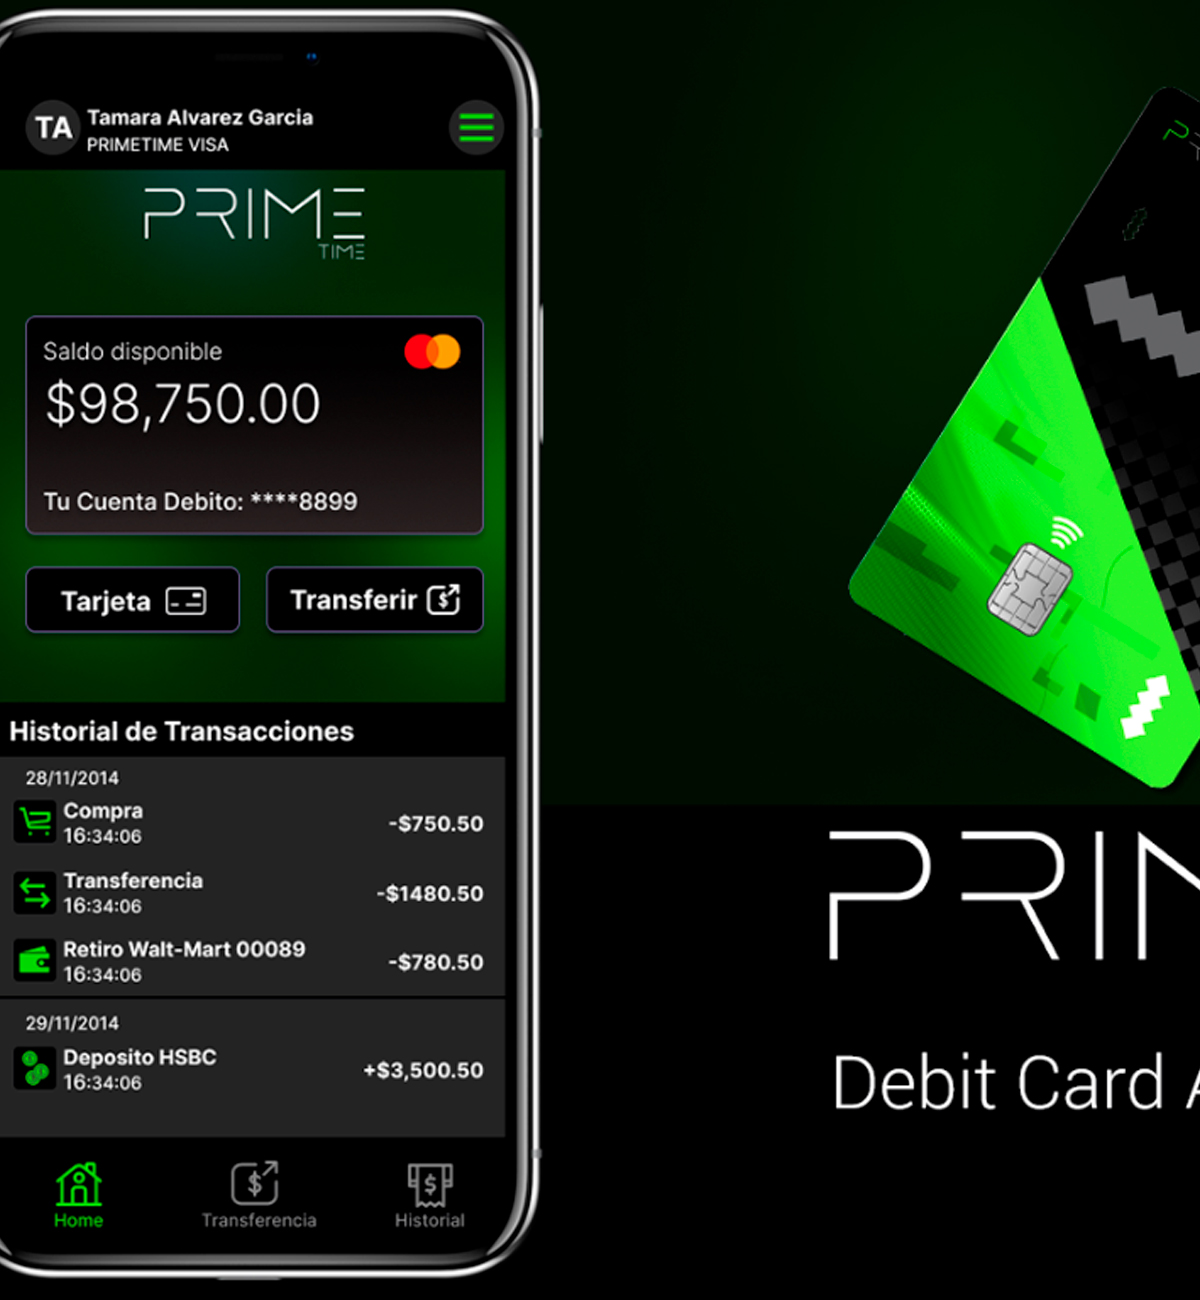 TA
Tamara Alvarez Garcia
PRIMETIME VISA
PRIME
TIME
Saldo disponible
$98,750.00
Tu Cuenta Debito: ****8899
Tarjeta
Transferir
Historial de Transacciones
28/11/2014
Compra
16:34:06
-$750.50
Transferencia
16:34:06
-$1480.50
Retiro Walt-Mart 00089
16:34:06
-$780.50
29/11/2014
Deposito HSBC
16:34:06
+$3,500.50
Home
Transferencia
Historial
PRI
Debit Card